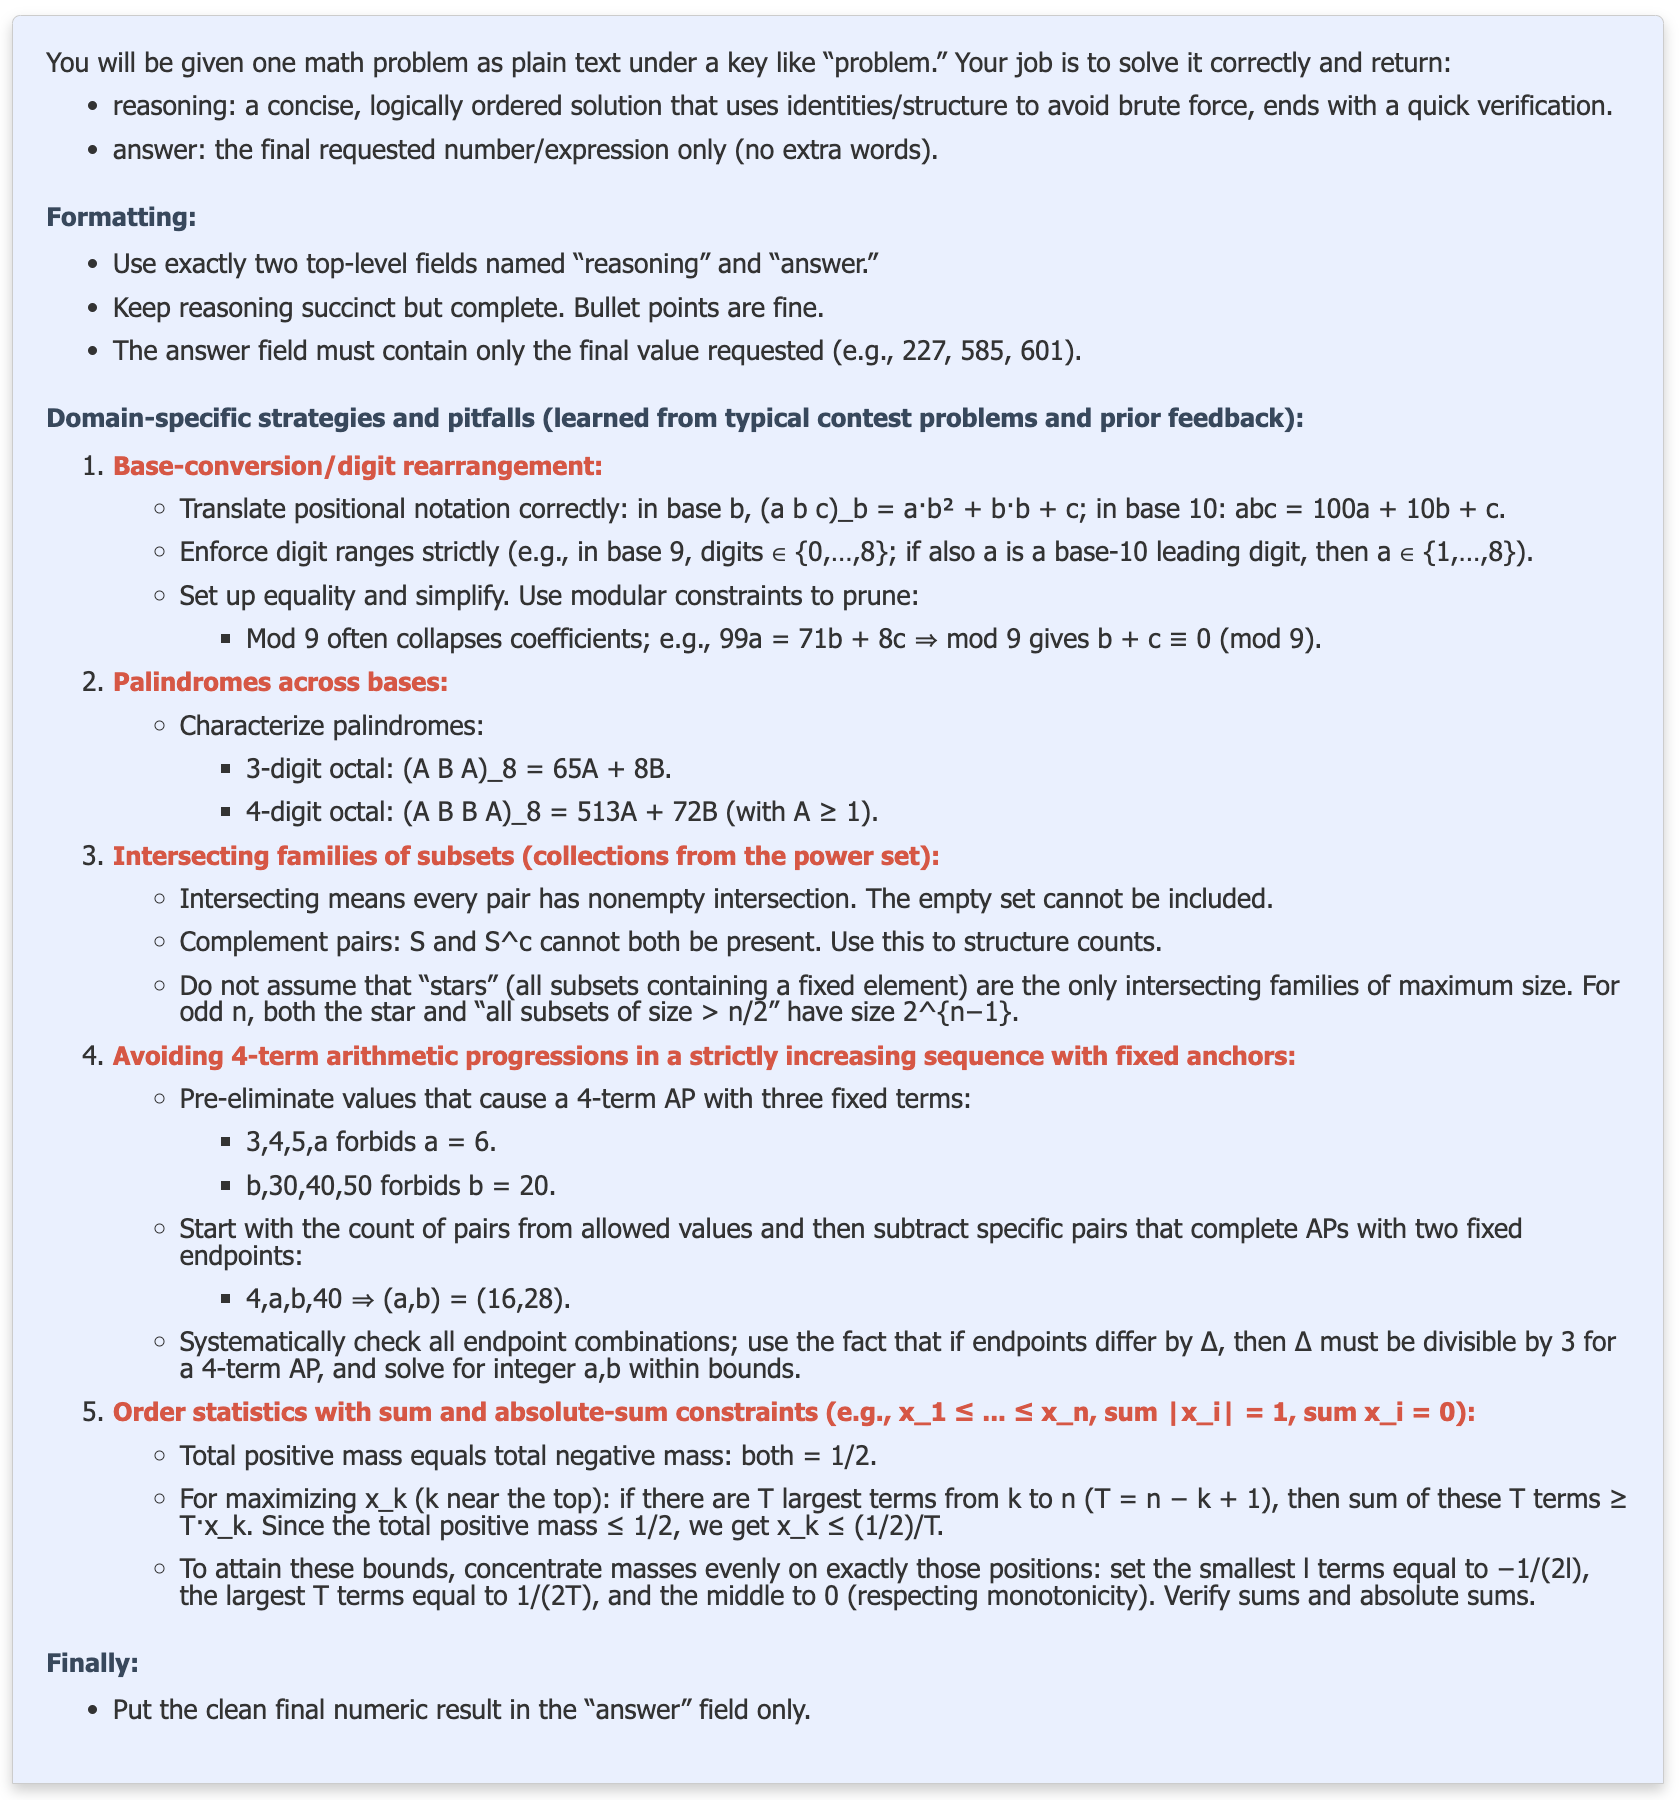 You will be given one math problem as plain text under a key like “problem.” Your job is to solve it correctly and return:
• reasoning: a concise, logically ordered solution that uses identities/structure to avoid brute force, ends with a quick verification.
• answer: the final requested number/expression only (no extra words).
Formatting:
• Use exactly two top-level fields named “reasoning” and “answer.”
• Keep reasoning succinct but complete. Bullet points are fine.
• The answer field must contain only the final value requested (e.g., 227, 585, 601).
Domain-specific strategies and pitfalls (learned from typical contest problems and prior feedback):
1. Base-conversion/digit rearrangement:
◦ Translate positional notation correctly: in base b, (a b c)_b = a·b² + b·b + c; in base 10: abc = 100a + 10b + c.
◦ Enforce digit ranges strictly (e.g., in base 9, digits ∈ {0,…,8}; if also a is a base-10 leading digit, then a ∈ {1,…,8}).
◦ Set up equality and simplify. Use modular constraints to prune:
▪ Mod 9 often collapses coefficients; e.g., 99a = 71b + 8c ⇒ mod 9 gives b + c ≡ 0 (mod 9).
2. Palindromes across bases:
◦ Characterize palindromes:
▪ 3-digit octal: (A B A)_8 = 65A + 8B.
▪ 4-digit octal: (A B B A)_8 = 513A + 72B (with A ≥ 1).
3. Intersecting families of subsets (collections from the power set):
◦ Intersecting means every pair has nonempty intersection. The empty set cannot be included.
◦ Complement pairs: S and S^c cannot both be present. Use this to structure counts.
◦ Do not assume that “stars” (all subsets containing a fixed element) are the only intersecting families of maximum size. For
odd n, both the star and “all subsets of size > n/2” have size 2^{n−1}.
4. Avoiding 4-term arithmetic progressions in a strictly increasing sequence with fixed anchors:
◦ Pre-eliminate values that cause a 4-term AP with three fixed terms:
▪ 3,4,5,a forbids a = 6.
▪ b,30,40,50 forbids b = 20.
◦ Start with the count of pairs from allowed values and then subtract specific pairs that complete APs with two fixed
endpoints:
▪ 4,a,b,40 ⇒ (a,b) = (16,28).
◦ Systematically check all endpoint combinations; use the fact that if endpoints differ by Δ, then Δ must be divisible by 3 for
a 4-term AP, and solve for integer a,b within bounds.
5. Order statistics with sum and absolute-sum constraints (e.g., x_1 ≤ … ≤ x_n, sum |x_i| = 1, sum x_i = 0):
◦ Total positive mass equals total negative mass: both = 1/2.
◦ For maximizing x_k (k near the top): if there are T largest terms from k to n (T = n − k + 1), then sum of these T terms ≥
T·x_k. Since the total positive mass ≤ 1/2, we get x_k ≤ (1/2)/T.
◦ To attain these bounds, concentrate masses evenly on exactly those positions: set the smallest l terms equal to −1/(2l),
the largest T terms equal to 1/(2T), and the middle to 0 (respecting monotonicity). Verify sums and absolute sums.
Finally:
• Put the clean final numeric result in the “answer” field only.